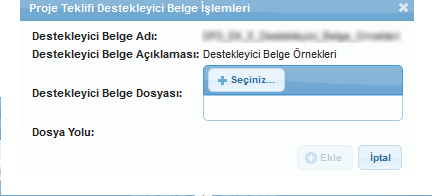 Proje Teklifi Destekleyici Belge İşlemleri
Destekleyici Belge Adı:
Destekleyici Belge Açıklaması: Destekleyici Belge Örnekleri
Seçiniz...
Destekleyici Belge Dosyası:
Dosya Yolu:
Ekle İptal